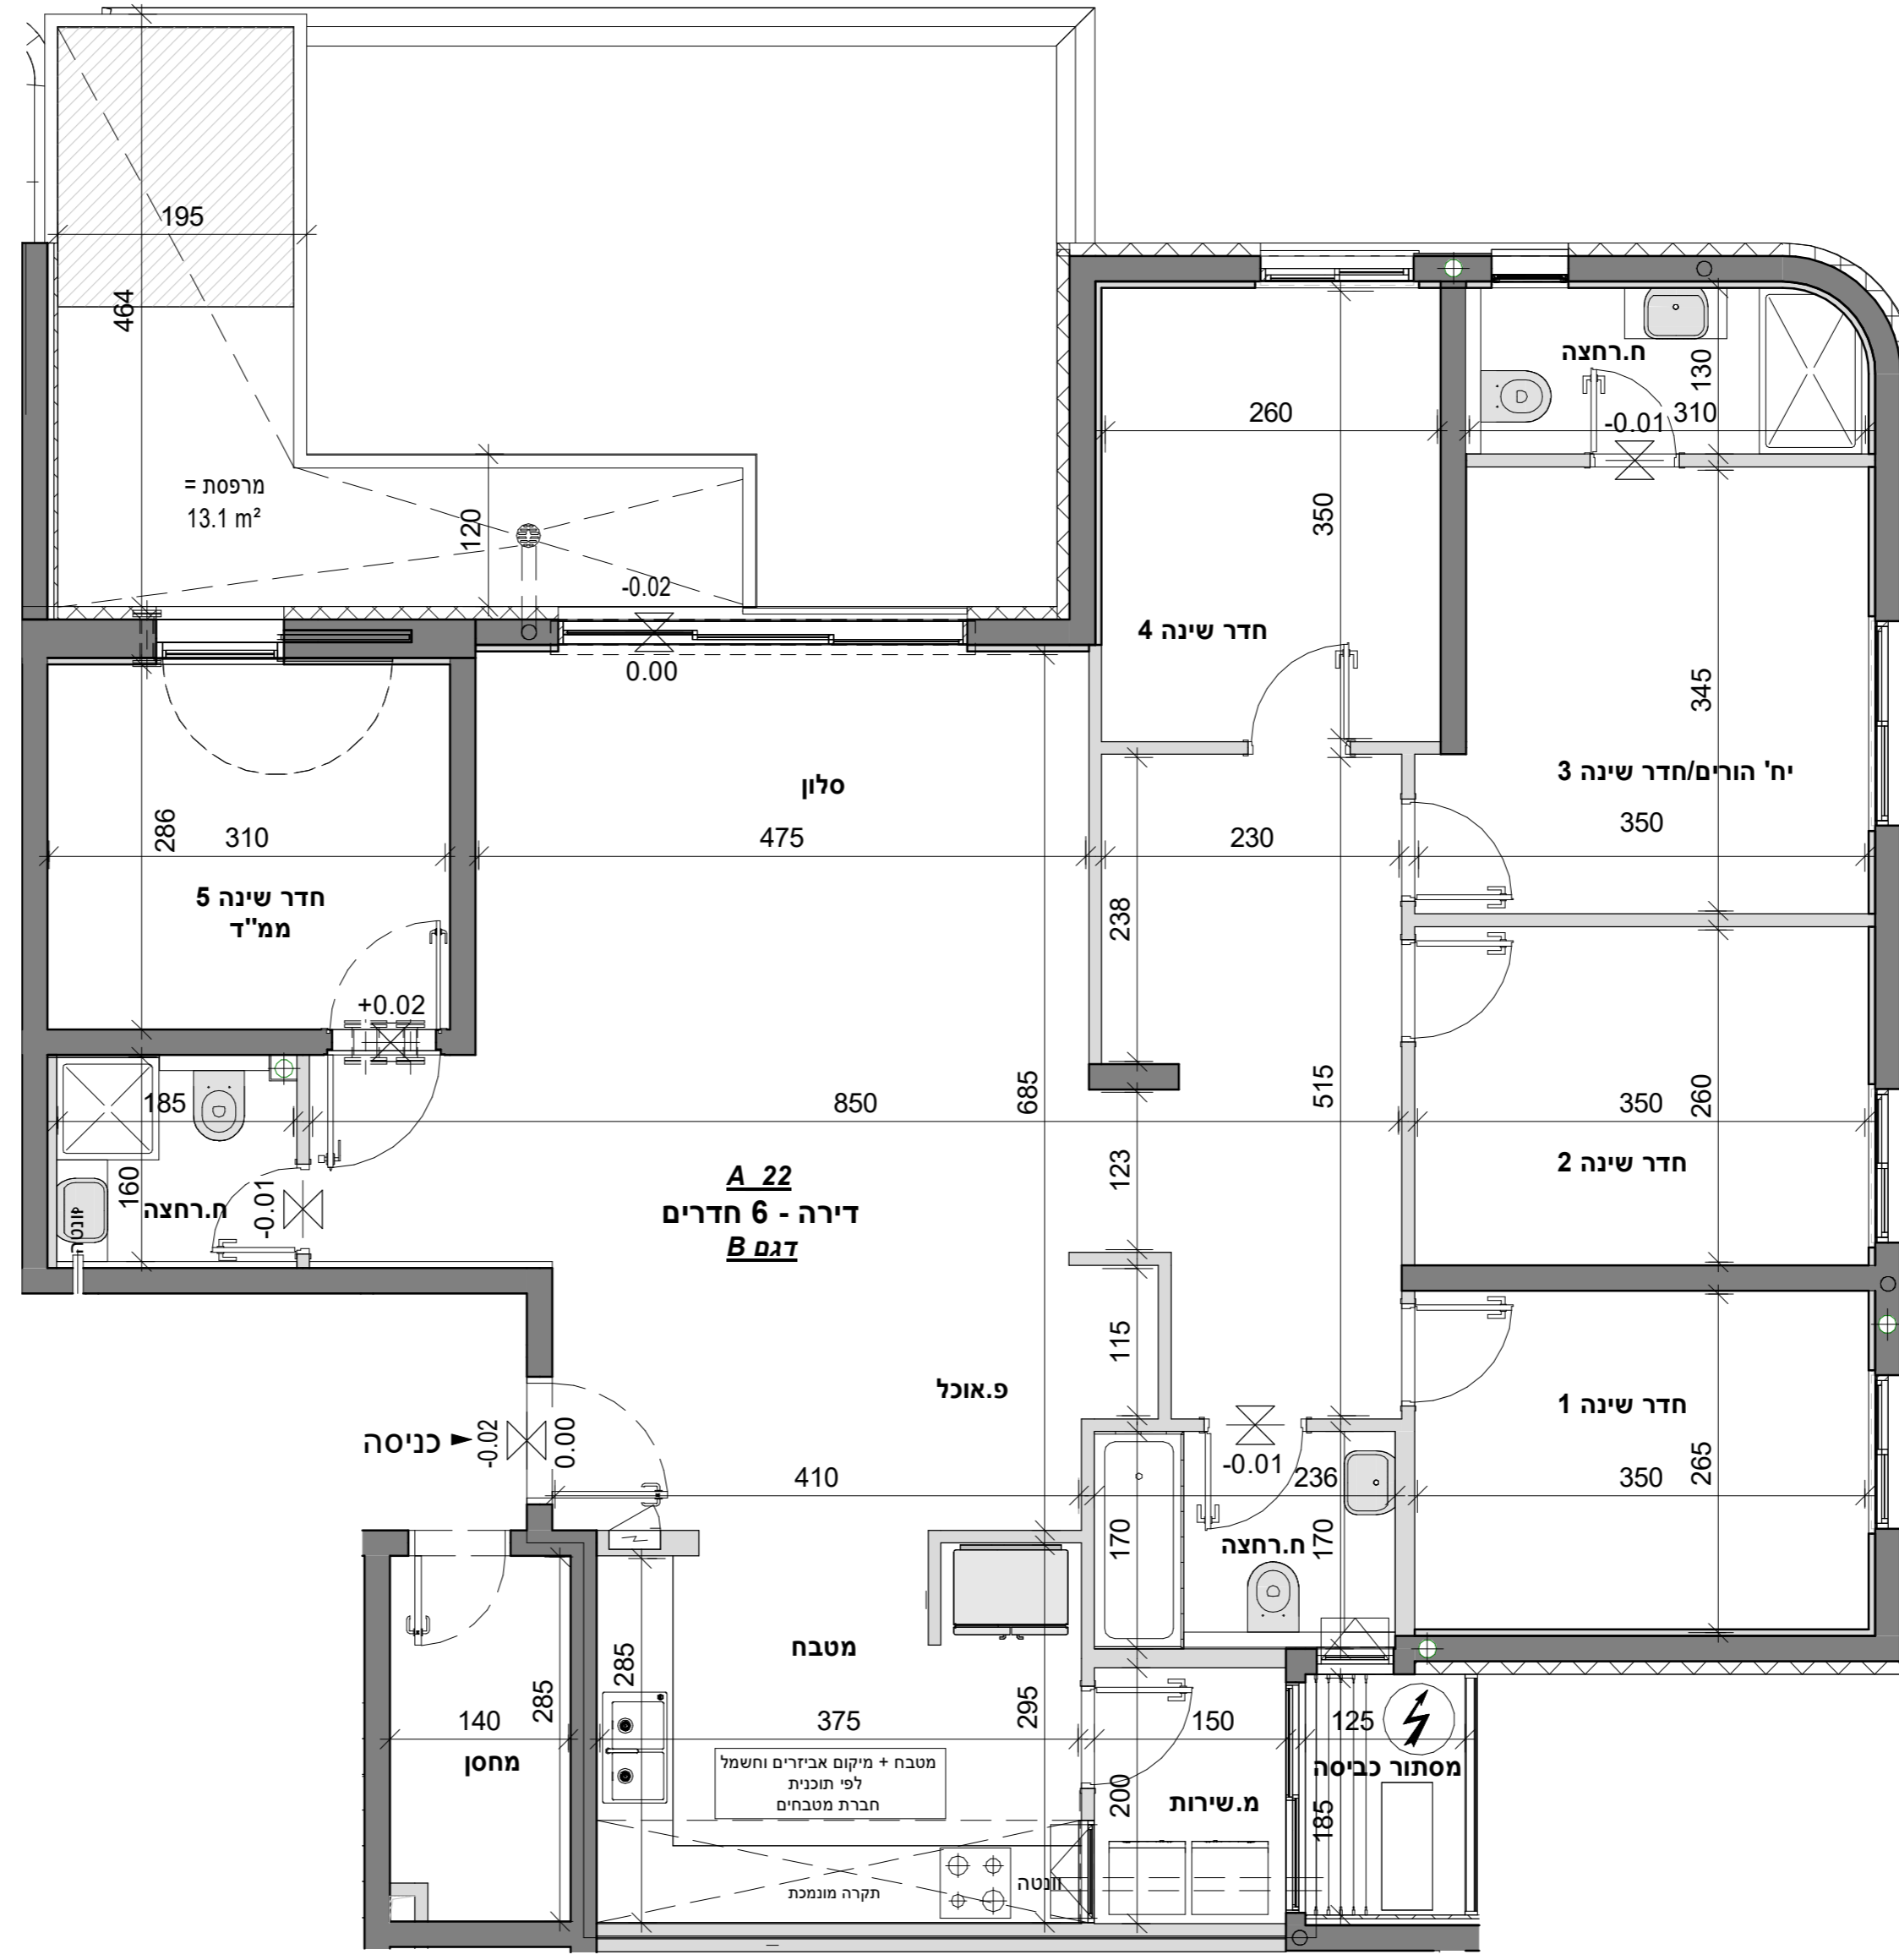 195
464
ח.רחצה
130
-0.01
310
260
350
מרפסת =
13.1 m²
120
-0.02
0.00
חדר שינה 4
345
סלון
יח' הורים/חדר שינה 3
286
310
475
230
350
חדר שינה 5
ממ"ד
238
+0.02
185
850
685
515
350
260
160
ח.רחצה
-0.01
יונטה
123
חדר שינה 2
A 22
דירה - 6 חדרים
דגם B
115
פ.אוכל
חדר שינה 1
כניסה
-0.02
0.00
410
-0.01
236
350
265
170
ח.רחצה
170
מטבח
285
285
295
140
375
150
125
מחסן
מטבח + מיקום אביזרים וחשמל
לפי תוכנית
חברת מטבחים
מסתור כביסה
200
מ.שירות
185
תקרה מונמכת
וונטה